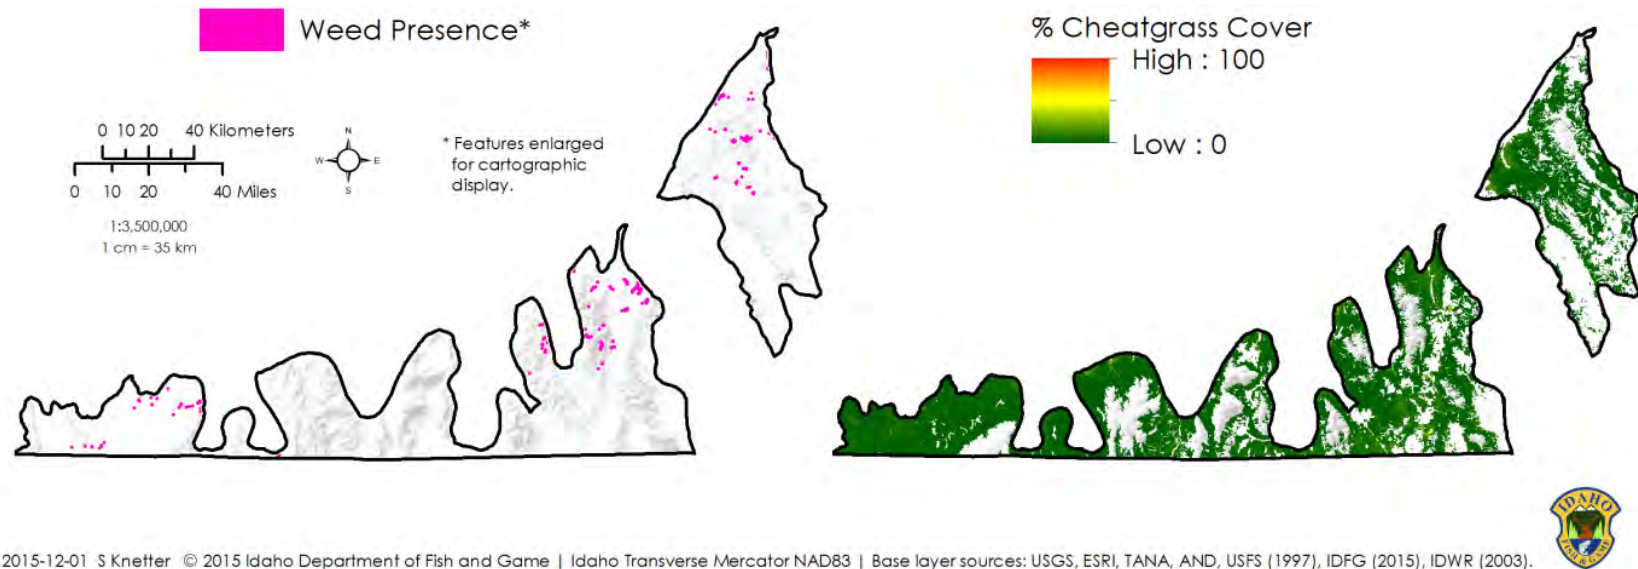 Weed Presence*
0 10 20 40 Kilometers
0 10 20 40 Miles
1:3,500,000
1 cm = 35 km
N
W E
S
* Features enlarged
for cartographic
display.
% Cheatgrass Cover
High : 100
Low : 0
IDAHO
FISH & GAME
2015-12-01 S Knetter © 2015 Idaho Department of Fish and Game | Idaho Transverse Mercator NAD83 | Base layer sources: USGS, ESRI, TANA, AND, USFS (1997), IDFG (2015), IDWR (2003).